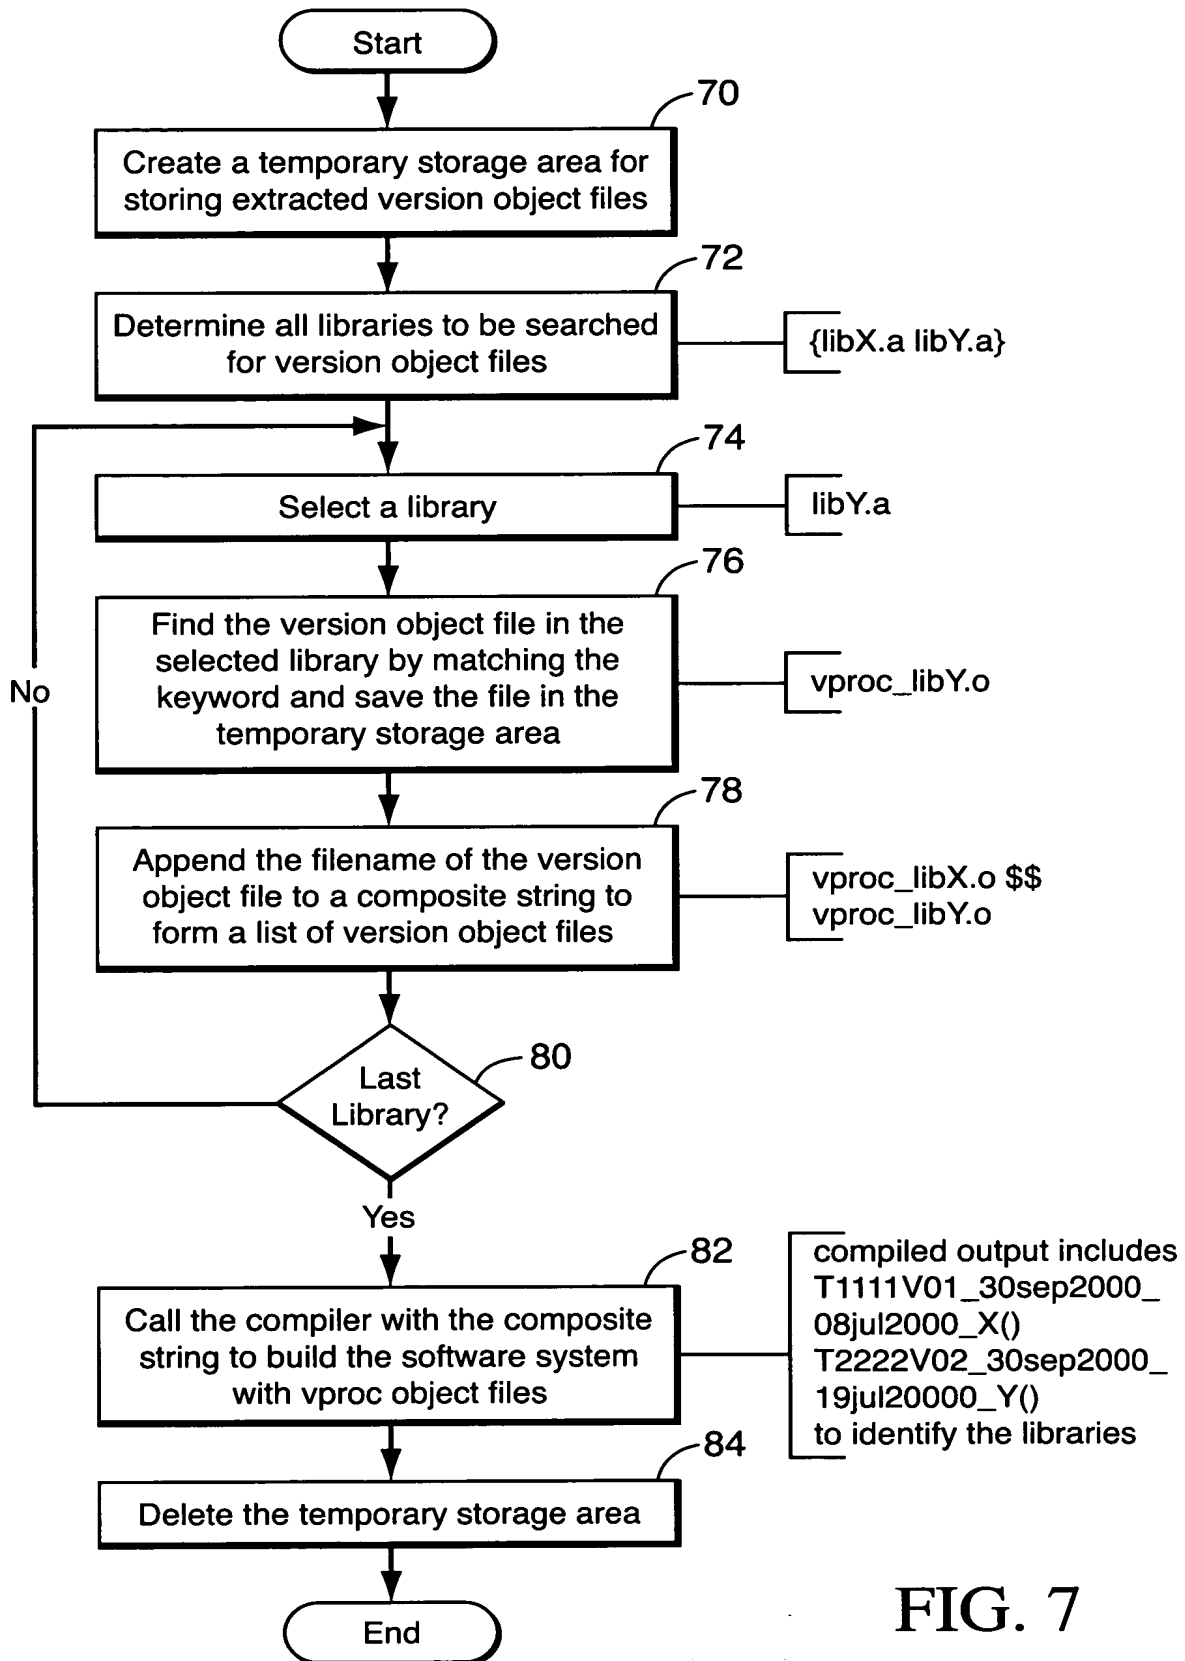 Start
70
Create a temporary storage area for
storing extracted version object files
72
Determine all libraries to be searched
for version object files
{libX.a libY.a}
74
Select a library
libY.a
76
Find the version object file in the
selected library by matching the
keyword and save the file in the
temporary storage area
vproc_libY.o
No
78
Append the filename of the version
object file to a composite string to
form a list of version object files
vproc_libX.o $$
vproc_libY.o
80
Last
Library?
Yes
82
Call the compiler with the composite
string to build the software system
with vproc object files
compiled output includes
T1111V01_30sep2000_
08jul2000_X()
T2222V02_30sep2000_
19jul20000_Y()
to identify the libraries
84
Delete the temporary storage area
End
FIG. 7